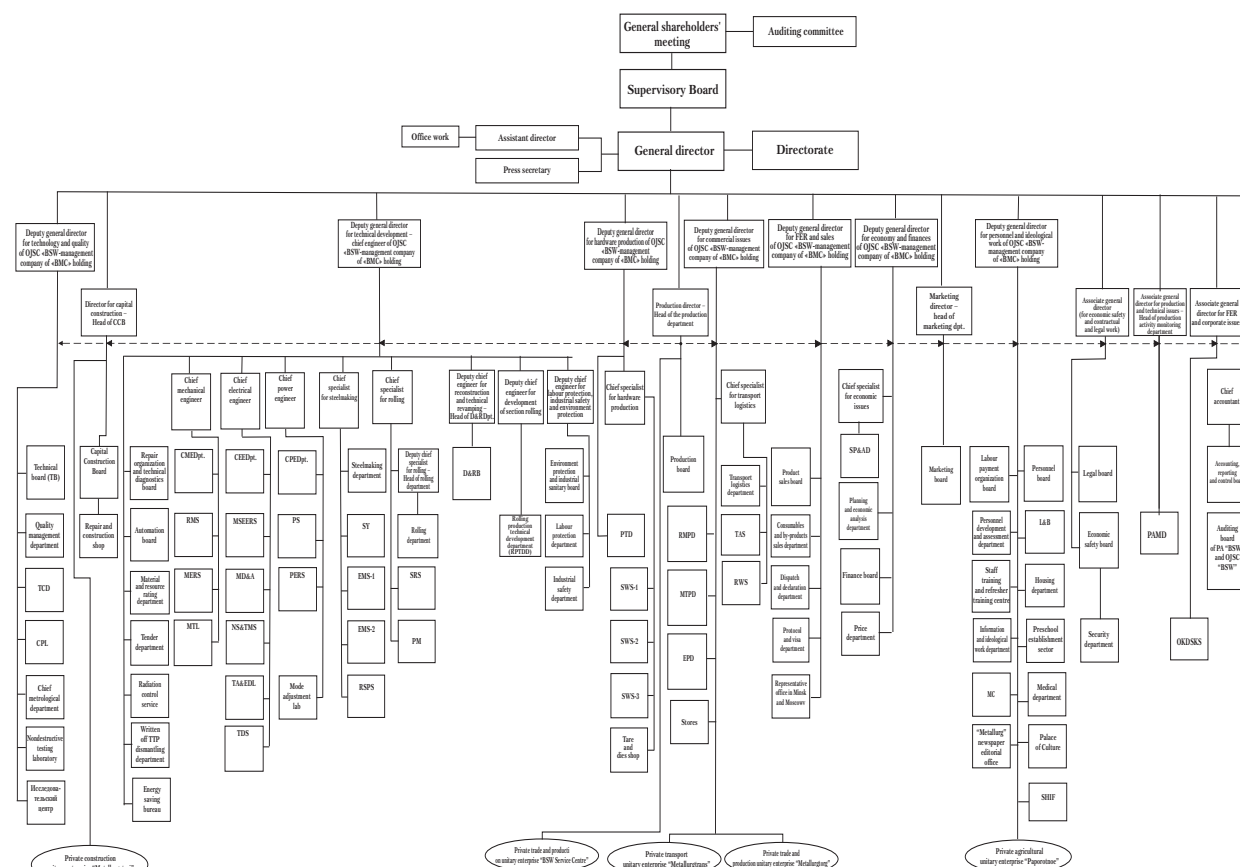 General shareholders'
meeting
Auditing committee
Supervisory Board
Office work
Assistant director
General director
Directorate
Press secretary
Deputy general director
for technology and quality
of OJSC «BSW-management
company of «BMC» holding
Deputy general director
for technical development –
chief engineer of OJSC
«BSW-management company
of «BMC» holding
Deputy general director
for hardware production of OJSC
«BSW-management
company of «BMC» holding
Deputy general director
for commercial issues
of OJSC «BSW-management
company of «BMC» holding
Deputy general director
for FER and sales
of OJSC «BSW-management
company of «BMC» holding
Deputy general director
for economy and finances
of OJSC «BSW-management
company of «BMC» holding
Deputy general director
for personnel and ideological
work of OJSC «BSW-
management company
of «BMC» holding
Director for capital
construction –
Head of CCB
Production director –
Head of the production
department
Marketing
director –
head of
marketing dpt.
Associate general
director
(for economic safety
and contractual
and legal work)
Associate general
director for production
and technical issues –
Head of production
activity monitoring
department
Associate general
director for FER
and corporate issues
Chief
mechanical
engineer
Chief
electrical
engineer
Chief
power
engineer
Chief
specialist
for steelmaking
Chief
specialist
for rolling
Deputy chief
engineer for
reconstruction
and technical
revamping –
Head of D&RDpt.
Deputy chief
engineer for
development
of section rolling
Deputy chief
engineer for
labour protection,
industrial safety
and environment
protection
Chief specialist
for hardware
production
Chief specialist
for transport
logistics
Chief specialist
for economic
issues
Chief
accountant
Technical
board (TB)
Quality
management
department
TCD
CPL
Chief
metrological
department
Nondestructive
testing
laboratory
Исследова-
тельский
центр
Capital
Construction
Board
Repair and
construction
shop
Repair
organization
and technical
diagnostics
board
Automation
board
Material
and resource
rating
department
Tender
department
Radiation
control
service
Written
off TTP
dismantling
department
Energy
saving
bureau
CMEDpt.
RMS
MERS
MTL
CEEDpt.
MSEERS
MD&A
NS&TMS
TA&EDL
TDS
CPEDpt.
PS
PERS
Mode
adjustment
lab
Steelmaking
department
SY
EMS-1
EMS-2
RSPS
Deputy chief
specialist
for rolling –
Head of rolling
department
Rolling
department
SRS
PM
D&RB
Rolling
production
technical
development
department
(RPTDD)
Environment
protection
and industrial
sanitary board
Labour
protection
department
Industrial
safety
department
PTD
SWS-1
SWS-2
SWS-3
Tare
and
dies shop
Production
board
RMPD
MTPD
EPD
Stores
Transport
logistics
department
TAS
RWS
Product
sales board
Consumables
and by-products
sales department
Dispatch
and declaration
department
Protocol
and visa
department
Representative
office in Minsk
and Moscowv
SP&AD
Planning
and economic
analysis
department
Finance board
Price
department
Marketing
board
Labour
payment
organization
board
Personnel
development
and assessment
department
Staff
training
and refresher
training centre
Information
and ideological
work department
MC
"Metallurg"
newspaper
editorial
office
Personnel
board
L&B
Housing
department
Preschool
establishment
sector
Medical
department
Palace
of Culture
SHIF
Legal board
Economic
safety board
Security
department
PAMD
OKDSKS
Accounting,
reporting
and control board
Auditing
board
of PA "BSW"
and OJSC
"BSW"
Private construction
Private trade and producti
on unitary enterprise "BSW Service Centre"
Private transport
unitary enterprise "Metallurgtrans"
Private trade and
production unitary enterprise "Metallurgtorg"
Private agricultural
unitary enterprise "Paporotnoe"